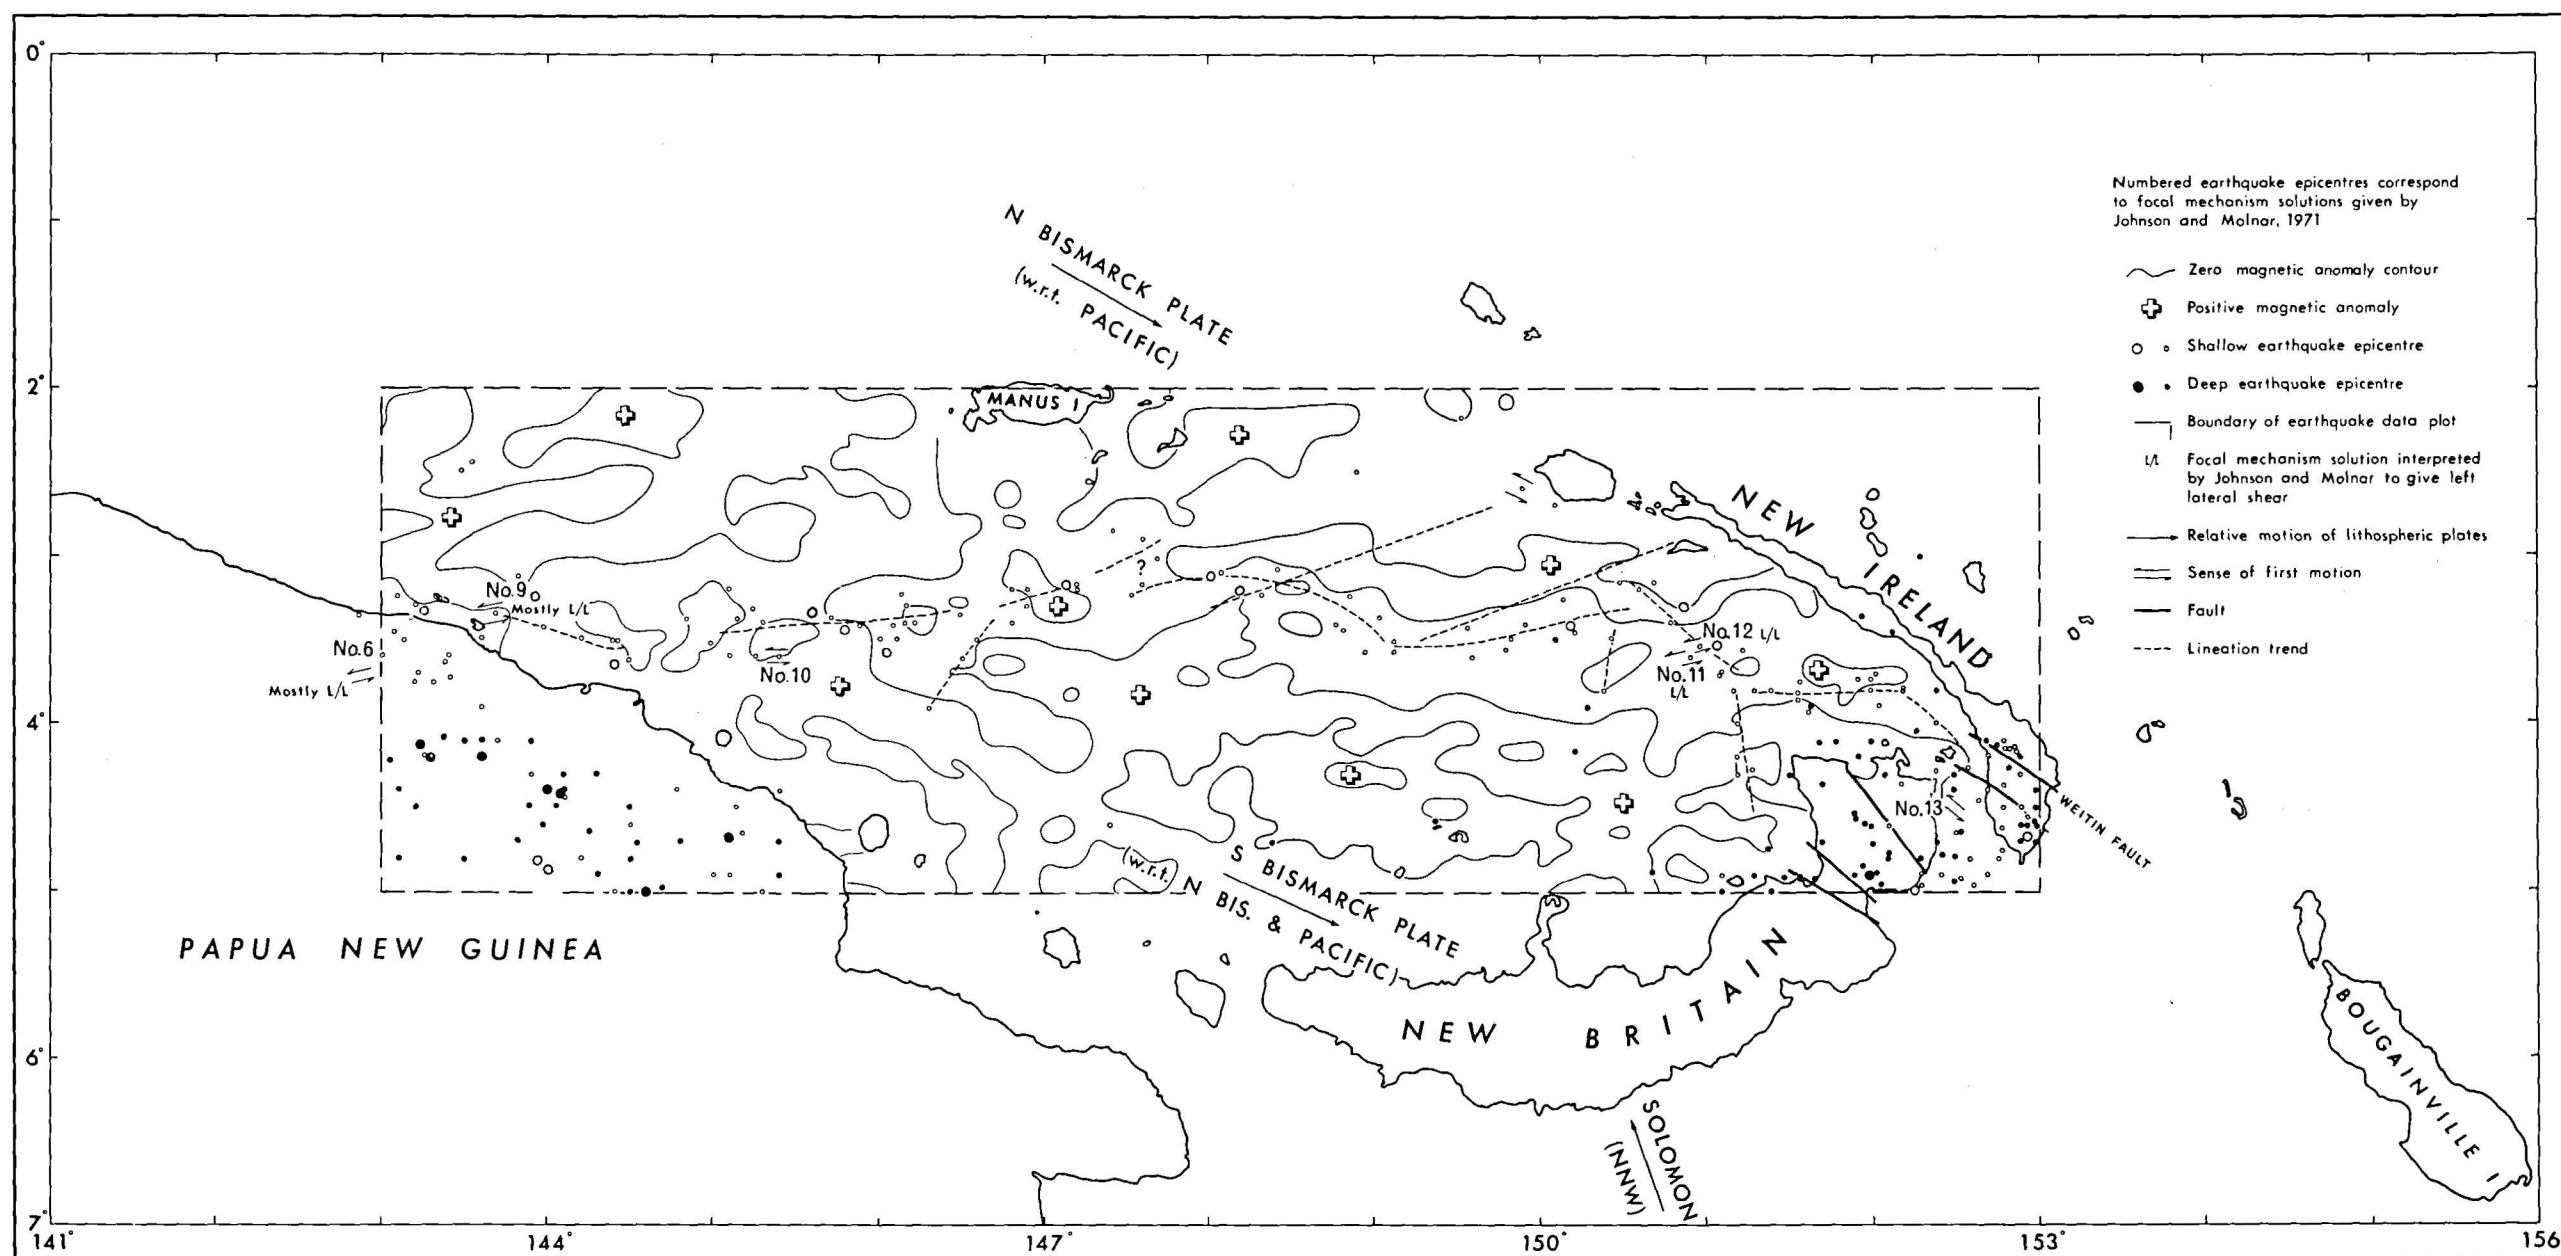 0°
2°
4°
6°
7°
141°
144°
147°
150°
153°
156°
Numbered earthquake epicentres correspond
to focal mechanism solutions given by
Johnson and Molnar, 1971
Zero magnetic anomaly contour
Positive magnetic anomaly
Shallow earthquake epicentre
Deep earthquake epicentre
Boundary of earthquake data plot
L/L Focal mechanism solution interpreted
by Johnson and Molnar to give left
lateral shear
Relative motion of lithospheric plates
Sense of first motion
Fault
Lineation trend
N BISMARCK PLATE
(w.r.t. PACIFIC)
MANUS I
NEW IRELAND
No.9
Mostly L/L
?
No.6
Mostly L/L
No.10
No.12 L/L
No.11
L/L
No.13
WEITIN FAULT
S BISMARCK PLATE
(w.r.t. N BIS. & PACIFIC)
PAPUA NEW GUINEA
NEW BRITAIN
SOLOMON
(NNW)
BOUGAINVILLE I